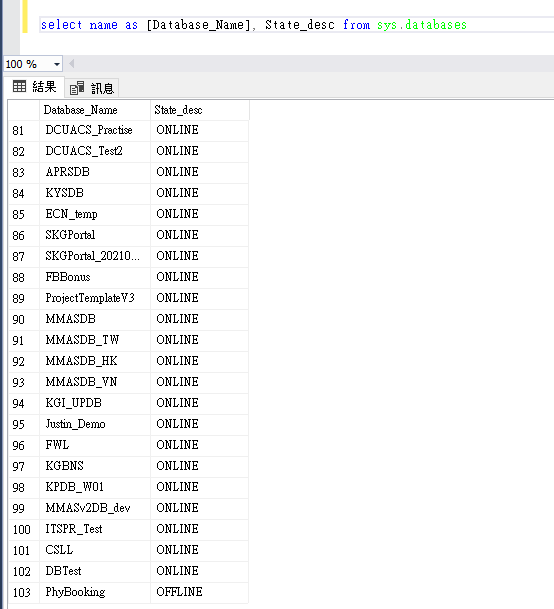 select name as [Database_Name], State_desc from sys.databases
100 %
結果 訊息
Database_Name State_desc
81 DCUACS_Practise ONLINE
82 DCUACS_Test2 ONLINE
83 APRSDB ONLINE
84 KYSDB ONLINE
85 ECN_temp ONLINE
86 SKGPortal ONLINE
87 SKGPortal_20210... ONLINE
88 FBBonus ONLINE
89 ProjectTemplateV3 ONLINE
90 MMASDB ONLINE
91 MMASDB_TW ONLINE
92 MMASDB_HK ONLINE
93 MMASDB_VN ONLINE
94 KGI_UPDB ONLINE
95 Justin_Demo ONLINE
96 FWL ONLINE
97 KGBNS ONLINE
98 KPDB_W01 ONLINE
99 MMASv2DB_dev ONLINE
100 ITSPR_Test ONLINE
101 CSLL ONLINE
102 DBTest ONLINE
103 PhyBooking OFFLINE